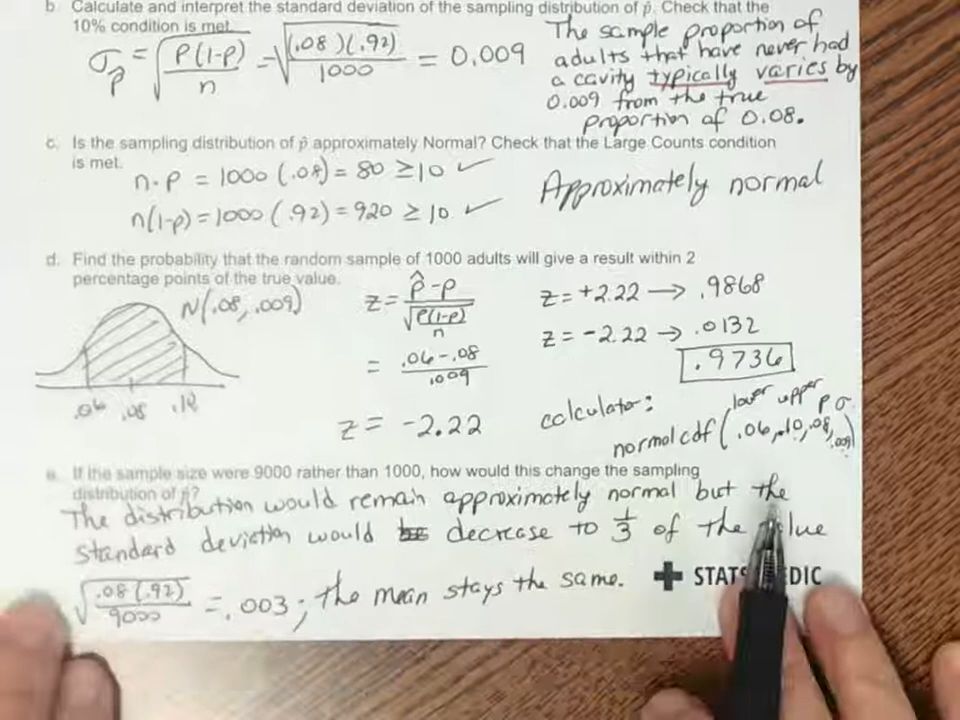 b. Calculate and interpret the standard deviation of the sampling distribution of p̂. Check that the
10% condition is met.
σp̂ = √(P(1-P)/n) = √((.08)(.92)/1000) = 0.009
The sample proportion of
adults that have never had
a cavity typically varies by
0.009 from the true
proportion of 0.08.
c. Is the sampling distribution of p̂ approximately Normal? Check that the Large Counts condition
is met.
n·P = 1000(.08) = 80 ≥ 10 ✓
n(1-p) = 1000(.92) = 920 ≥ 10 ✓
Approximately normal
d. Find the probability that the random sample of 1000 adults will give a result within 2
percentage points of the true value.
N(.08, .009)
.06 .08 .10
z = (p̂-p)/√(P(1-P)/n)
= (.06-.08)/.009
z = -2.22
z = +2.22 → .9868
z = -2.22 → .0132
.9736
calculator:
lower upper p σ
normalcdf(.06, .10, .08, .009)
e. If the sample size were 9000 rather than 1000, how would this change the sampling
distribution of p̂?
The distribution would remain approximately normal but the
standard deviation would decrease to 1/3 of the
√(.08(.92)/9000) = .003; the mean stays the same.